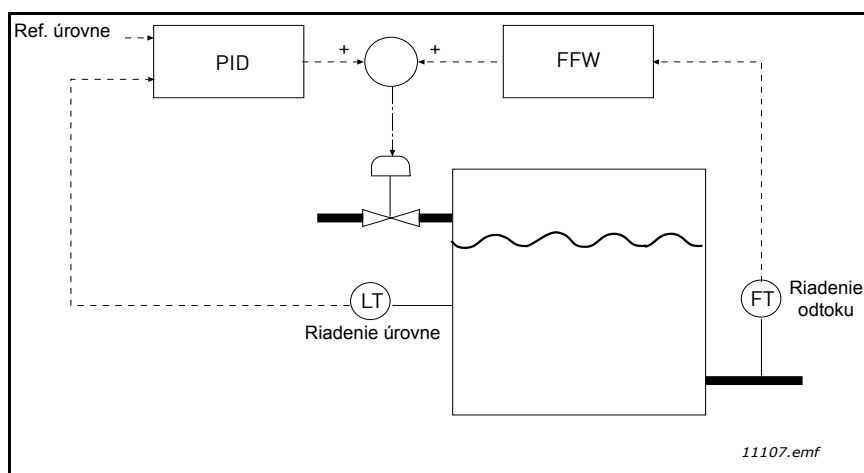 Ref. úrovne
PID
+
+
FFW
LT
Riadenie úrovne
FT
Riadenie
odtoku
11107.emf